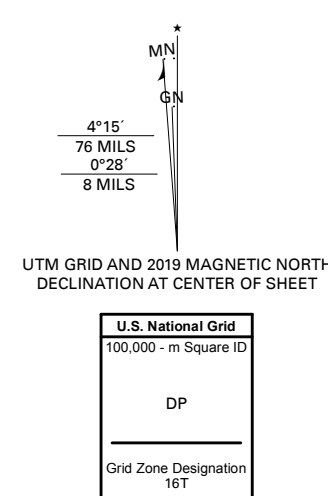 ★
MN
GN
4°15´
76 MILS
0°28´
8 MILS
UTM GRID AND 2019 MAGNETIC NORTH
DECLINATION AT CENTER OF SHEET
U.S. National Grid
100,000 - m Square ID
DP
Grid Zone Designation
16T